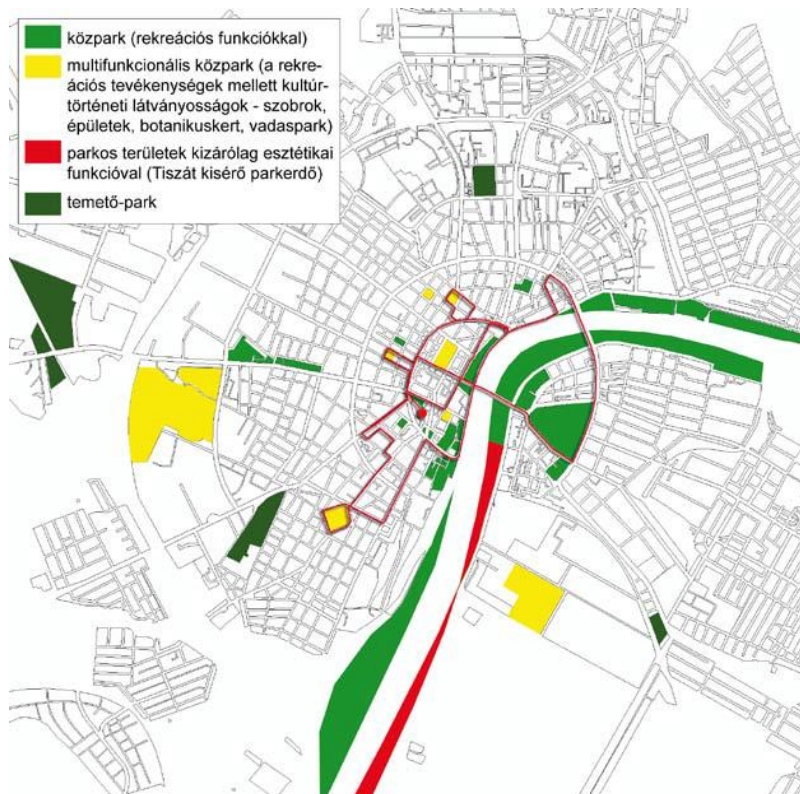 közpark (rekreációs funkciókkal)
multifunkcionális közpark (a rekre-
ációs tevékenységek mellett kultúr-
történeti látványosságok - szobrok,
épületek, botanikuskert, vadaspark)
parkos területek kizárólag esztétikai
funkcióval (Tiszát kisérő parkerdő)
temető-park